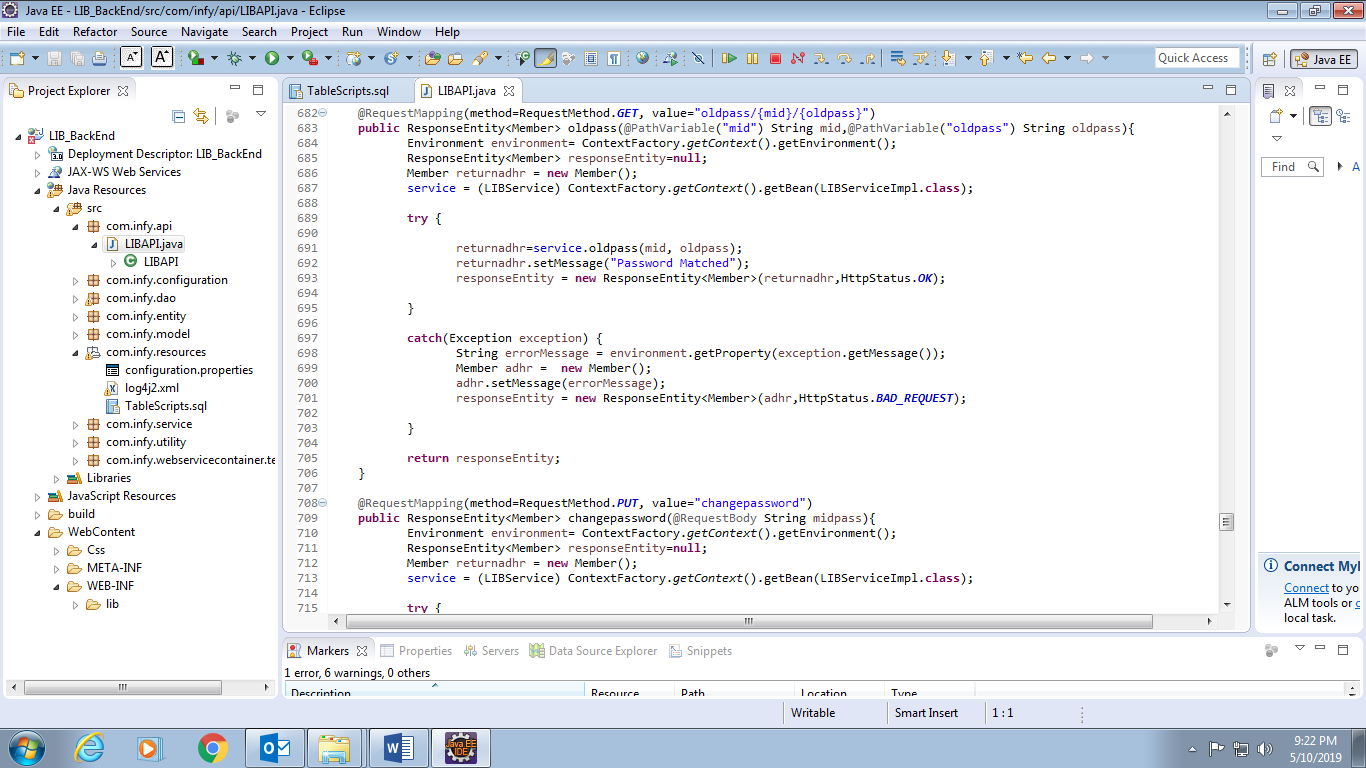 Java EE - LIB_BackEnd/src/com/infy/api/LIBAPI.java - Eclipse
File Edit Refactor Source Navigate Search Project Run Window Help
Quick Access
Java EE
Project Explorer
LIB_BackEnd
Deployment Descriptor: LIB_BackEnd
JAX-WS Web Services
Java Resources
src
com.infy.api
LIBAPI.java
LIBAPI
com.infy.configuration
com.infy.dao
com.infy.entity
com.infy.model
com.infy.resources
configuration.properties
log4j2.xml
TableScripts.sql
com.infy.service
com.infy.utility
com.infy.webservicecontainer.te
Libraries
JavaScript Resources
build
WebContent
Css
META-INF
WEB-INF
lib
TableScripts.sql LIBAPI.java
682 @RequestMapping(method=RequestMethod.GET, value="oldpass/{mid}/{oldpass}")
683 public ResponseEntity<Member> oldpass(@PathVariable("mid") String mid,@PathVariable("oldpass") String oldpass){
684 Environment environment= ContextFactory.getContext().getEnvironment();
685 ResponseEntity<Member> responseEntity=null;
686 Member returnadhr = new Member();
687 service = (LIBService) ContextFactory.getContext().getBean(LIBServiceImpl.class);
688
689 try {
690
691 returnadhr=service.oldpass(mid, oldpass);
692 returnadhr.setMessage("Password Matched");
693 responseEntity = new ResponseEntity<Member>(returnadhr,HttpStatus.OK);
694
695 }
696
697 catch(Exception exception) {
698 String errorMessage = environment.getProperty(exception.getMessage());
699 Member adhr = new Member();
700 adhr.setMessage(errorMessage);
701 responseEntity = new ResponseEntity<Member>(adhr,HttpStatus.BAD_REQUEST);
702
703 }
704
705 return responseEntity;
706 }
707
708 @RequestMapping(method=RequestMethod.PUT, value="changepassword")
709 public ResponseEntity<Member> changepassword(@RequestBody String midpass){
710 Environment environment= ContextFactory.getContext().getEnvironment();
711 ResponseEntity<Member> responseEntity=null;
712 Member returnadhr = new Member();
713 service = (LIBService) ContextFactory.getContext().getBean(LIBServiceImpl.class);
714
715 try {
Find A
Connect Myl
Connect to yo
ALM tools or c
local task.
Markers Properties Servers Data Source Explorer Snippets
1 error, 6 warnings, 0 others
Description Resource Path Location Type
Writable Smart Insert 1 : 1
Java EE
IDE
9:22 PM
5/10/2019